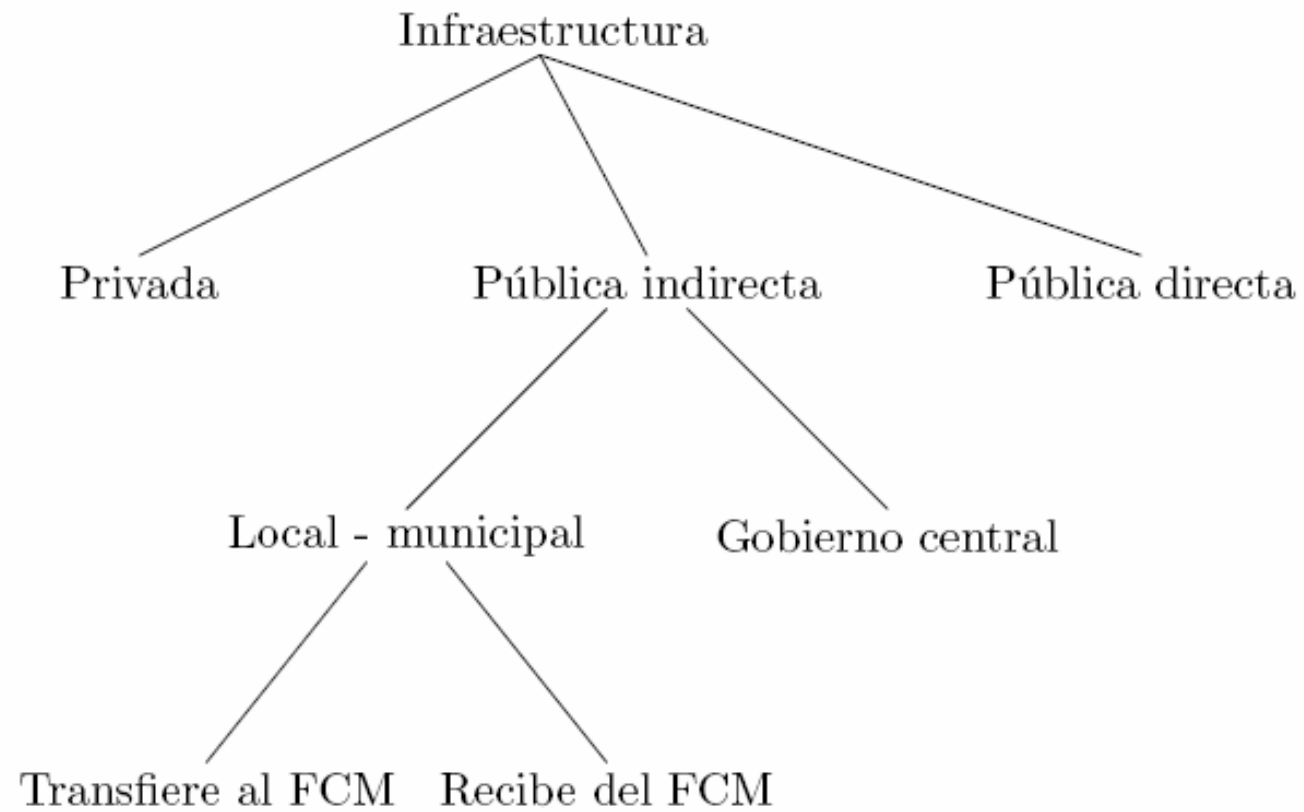 Infraestructura
Privada
Pública indirecta
Pública directa
Local - municipal
Gobierno central
Transfiere al FCM
Recibe del FCM